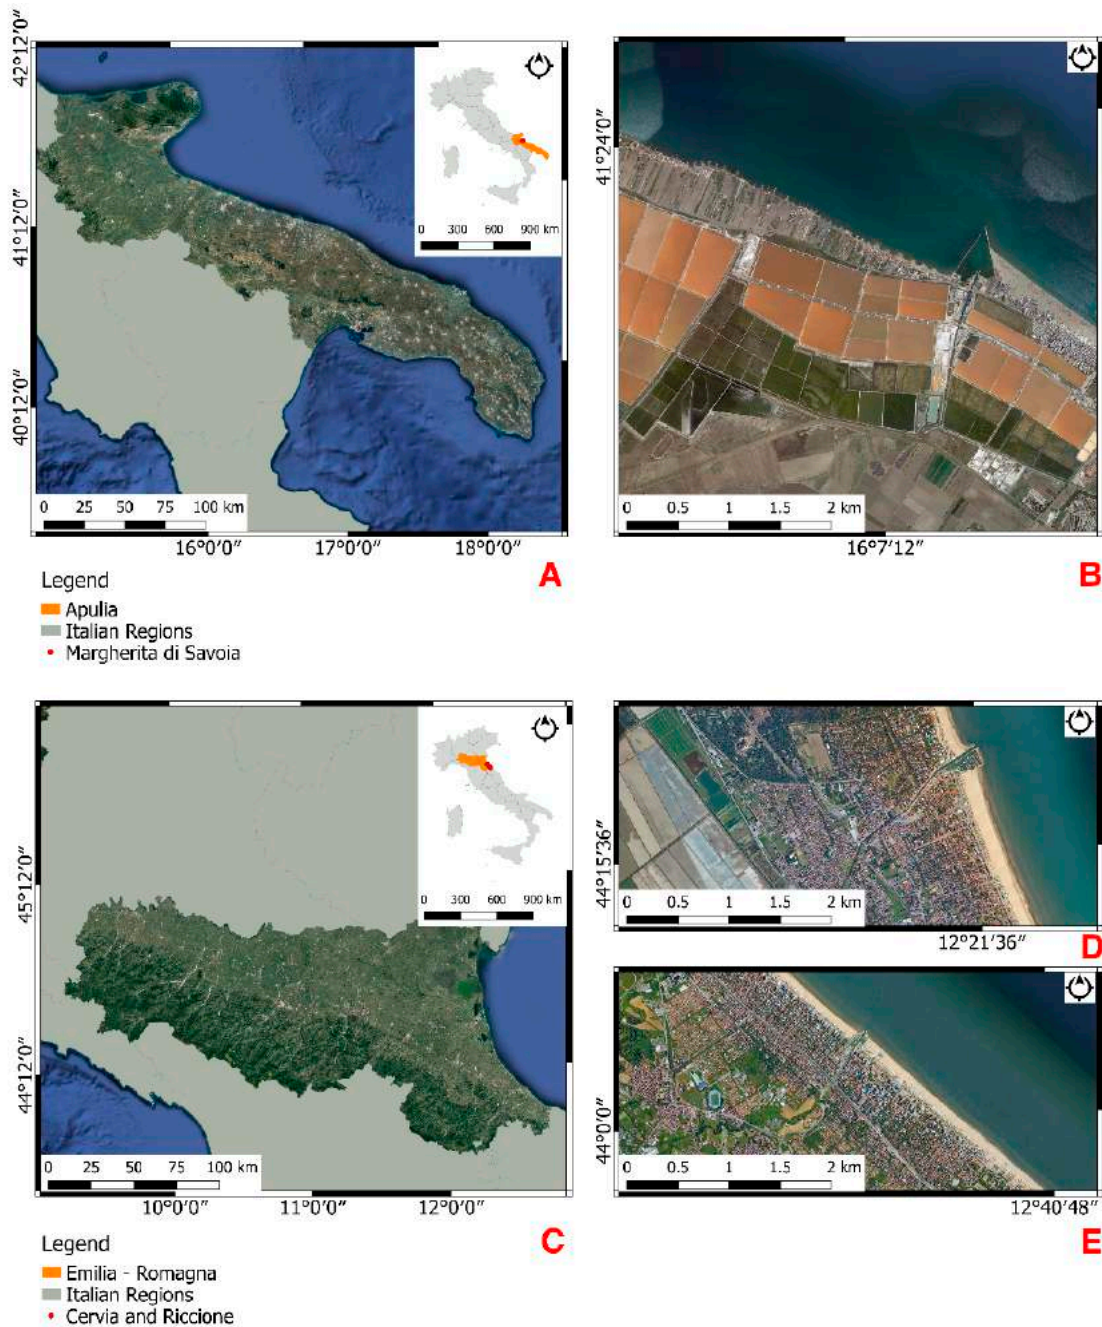 42°12′0″
41°12′0″
40°12′0″
0 300 600 900 km
0 25 50 75 100 km
16°0′0″ 17°0′0″ 18°0′0″
A
Legend
Apulia
Italian Regions
Margherita di Savoia
41°24′0″
0 0.5 1 1.5 2 km
16°7′12″
B
45°12′0″
44°12′0″
0 300 600 900 km
0 25 50 75 100 km
10°0′0″ 11°0′0″ 12°0′0″
C
Legend
Emilia - Romagna
Italian Regions
Cervia and Riccione
44°15′36″
0 0.5 1 1.5 2 km
12°21′36″
D
44°0′0″
0 0.5 1 1.5 2 km
12°40′48″
E